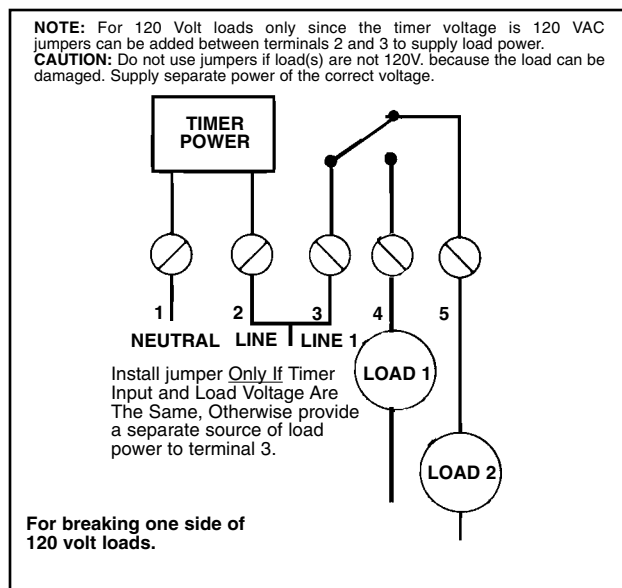 NOTE: For 120 Volt loads only since the timer voltage is 120 VAC
jumpers can be added between terminals 2 and 3 to supply load power.
CAUTION: Do not use jumpers if load(s) are not 120V. because the load can be
damaged. Supply separate power of the correct voltage.
TIMER
POWER
1 2 3 4 5
NEUTRAL LINE LINE 1
LOAD 1
Install jumper Only If Timer
Input and Load Voltage Are
The Same, Otherwise provide
a separate source of load
power to terminal 3.
LOAD 2
For breaking one side of
120 volt loads.